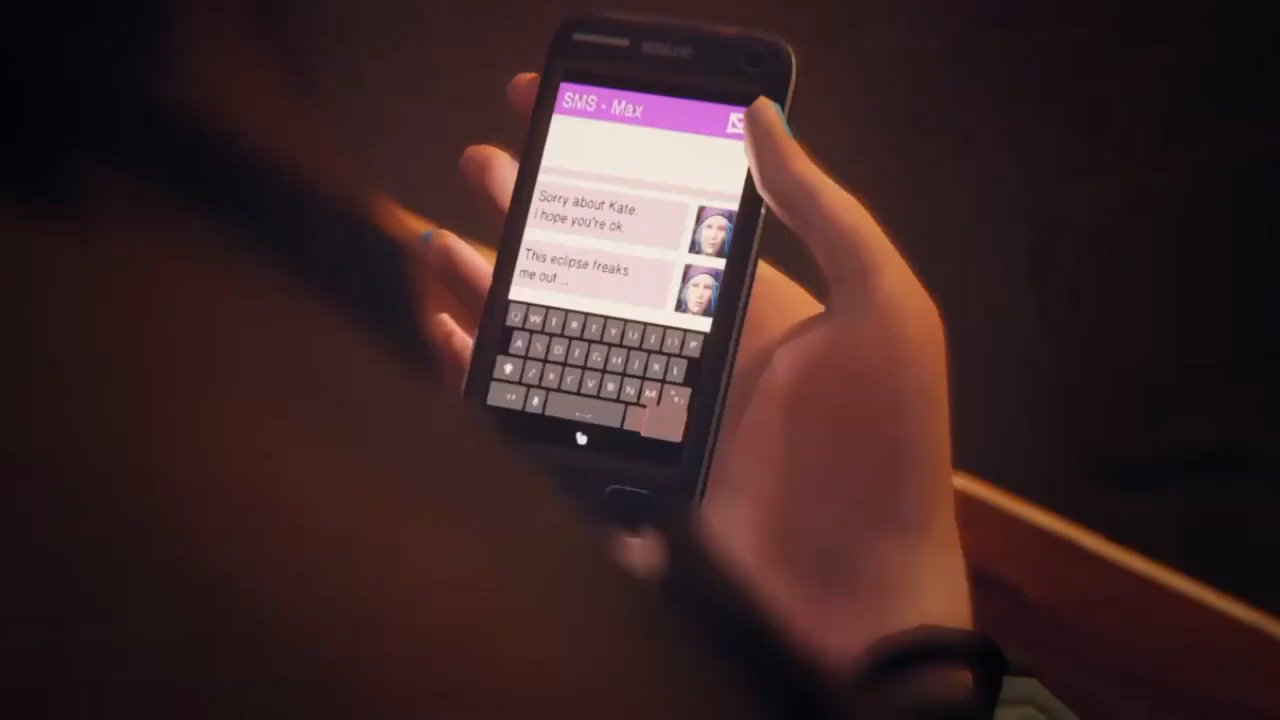 SMS - Max
Sorry about Kate.
I hope you're ok.
This eclipse freaks
me out...
Q W E R T Y U I O P
A S D F G H J K L
Z X C V B N M